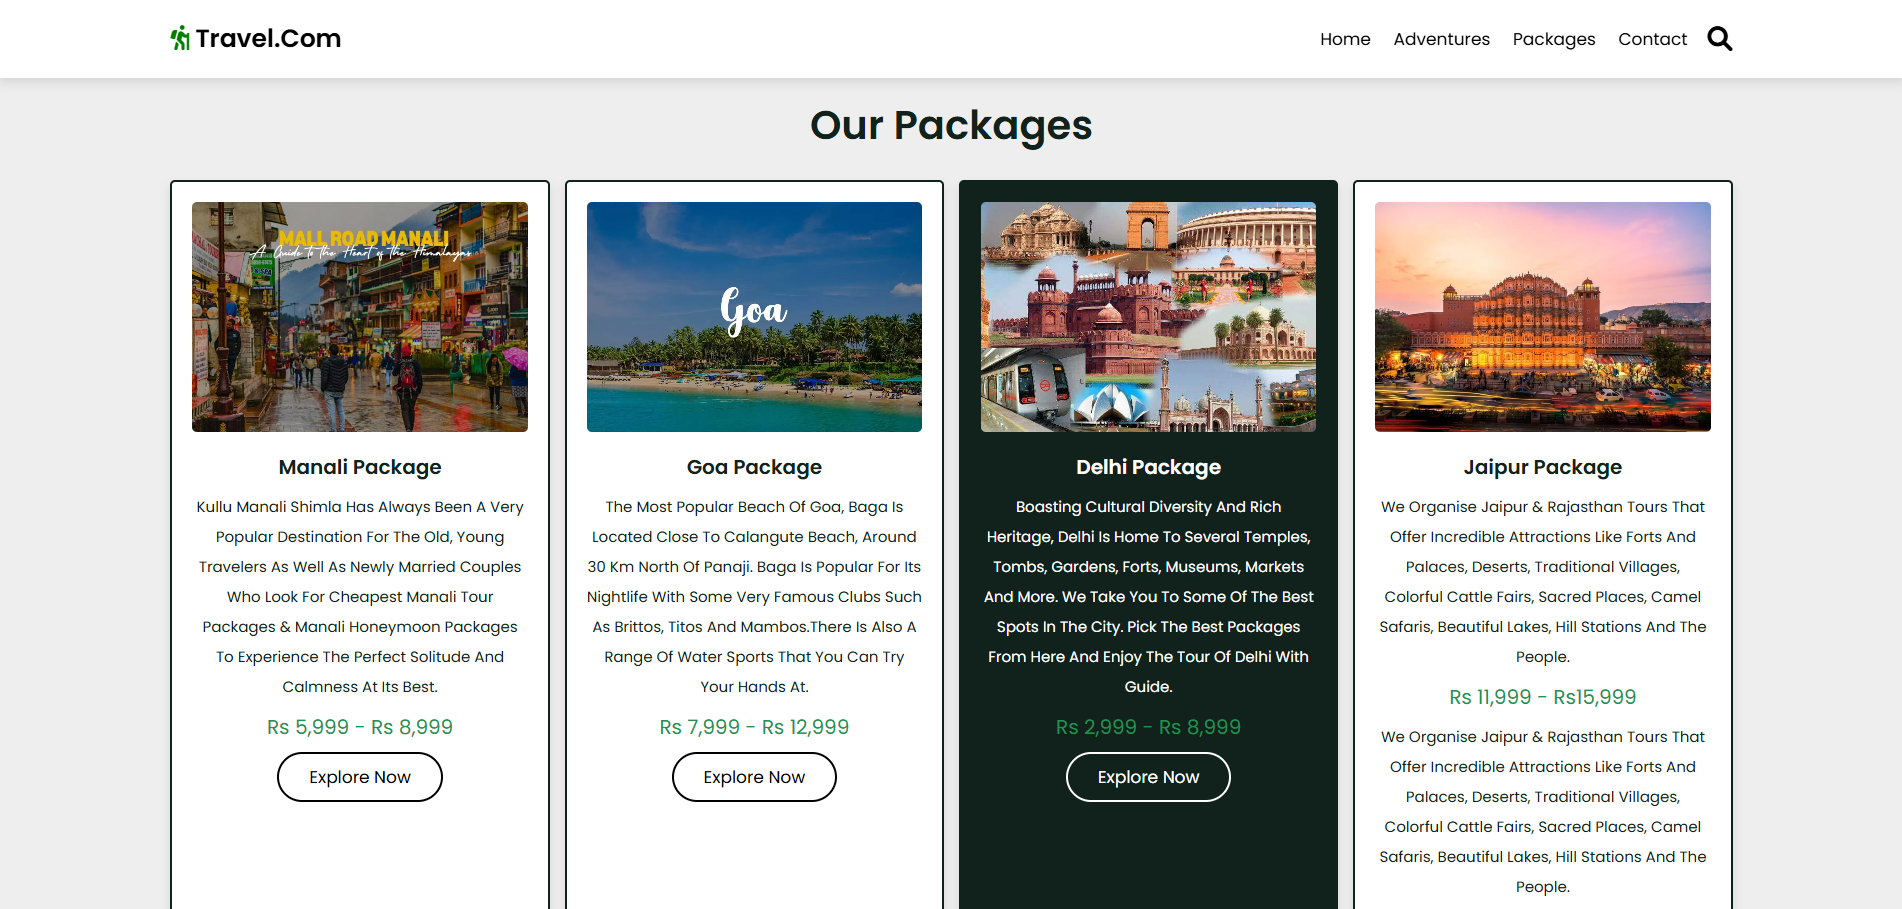 Travel.Com
Home Adventures Packages Contact
Our Packages
MALL ROAD MANALI
A Guide to the Heart of the Himalayas
Manali Package
Kullu Manali Shimla Has Always Been A Very
Popular Destination For The Old, Young
Travelers As Well As Newly Married Couples
Who Look For Cheapest Manali Tour
Packages & Manali Honeymoon Packages
To Experience The Perfect Solitude And
Calmness At Its Best.
Rs 5,999 - Rs 8,999
Explore Now
Goa
Goa Package
The Most Popular Beach Of Goa, Baga Is
Located Close To Calangute Beach, Around
30 Km North Of Panaji. Baga Is Popular For Its
Nightlife With Some Very Famous Clubs Such
As Brittos, Titos And Mambos.There Is Also A
Range Of Water Sports That You Can Try
Your Hands At.
Rs 7,999 - Rs 12,999
Explore Now
Delhi Package
Boasting Cultural Diversity And Rich
Heritage, Delhi Is Home To Several Temples,
Tombs, Gardens, Forts, Museums, Markets
And More. We Take You To Some Of The Best
Spots In The City. Pick The Best Packages
From Here And Enjoy The Tour Of Delhi With
Guide.
Rs 2,999 - Rs 8,999
Explore Now
Jaipur Package
We Organise Jaipur & Rajasthan Tours That
Offer Incredible Attractions Like Forts And
Palaces, Deserts, Traditional Villages,
Colorful Cattle Fairs, Sacred Places, Camel
Safaris, Beautiful Lakes, Hill Stations And The
People.
Rs 11,999 - Rs15,999
We Organise Jaipur & Rajasthan Tours That
Offer Incredible Attractions Like Forts And
Palaces, Deserts, Traditional Villages,
Colorful Cattle Fairs, Sacred Places, Camel
Safaris, Beautiful Lakes, Hill Stations And The
People.